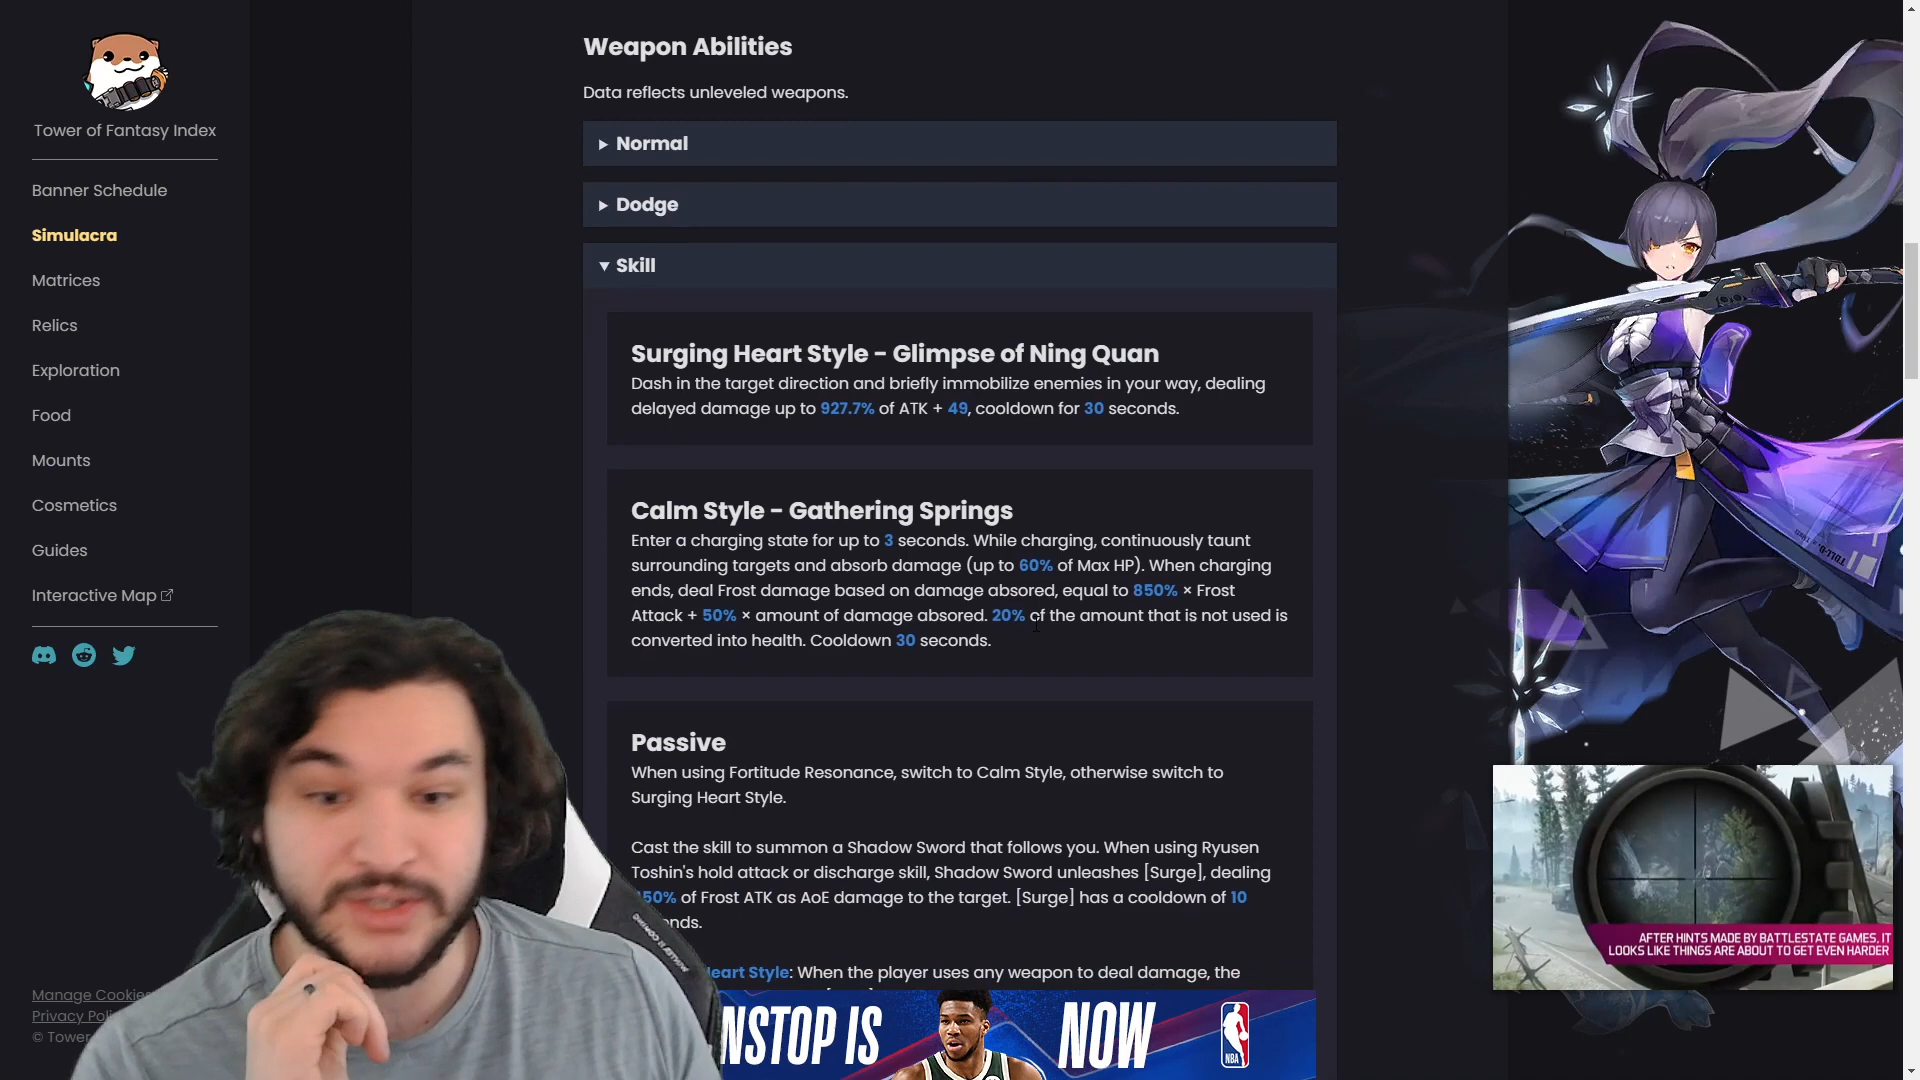 Tower of Fantasy Index
Banner Schedule
Simulacra
Matrices
Relics
Exploration
Food
Mounts
Cosmetics
Guides
Interactive Map
Manage Cookies
Privacy
© Tower
Weapon Abilities
Data reflects unleveled weapons.
Normal
Dodge
Skill
Surging Heart Style - Glimpse of Ning Quan
Dash in the target direction and briefly immobilize enemies in your way, dealing
delayed damage up to 927.7% of ATK + 49, cooldown for 30 seconds.
Calm Style - Gathering Springs
Enter a charging state for up to 3 seconds. While charging, continuously taunt
surrounding targets and absorb damage (up to 60% of Max HP). When charging
ends, deal Frost damage based on damage absored, equal to 850% × Frost
Attack + 50% × amount of damage absored. 20% of the amount that is not used is
converted into health. Cooldown 30 seconds.
Passive
When using Fortitude Resonance, switch to Calm Style, otherwise switch to
Surging Heart Style.
Cast the skill to summon a Shadow Sword that follows you. When using Ryusen
Toshin's hold attack or discharge skill, Shadow Sword unleashes [Surge], dealing
50% of Frost ATK as AoE damage to the target. [Surge] has a cooldown of 10
onds.
Heart Style: When the player uses any weapon to deal damage, the
NSTOP IS NOW
NBA
AFTER HINTS MADE BY BATTLESTATE GAMES, IT
LOOKS LIKE THINGS ARE ABOUT TO GET EVEN HARDER